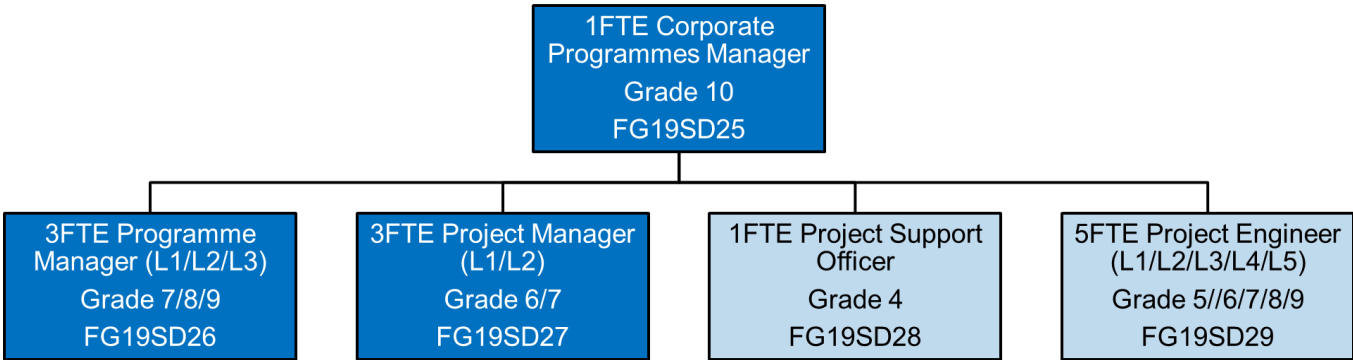 1FTE Corporate
Programmes Manager
Grade 10
FG19SD25
3FTE Programme
Manager (L1/L2/L3)
Grade 7/8/9
FG19SD26
3FTE Project Manager
(L1/L2)
Grade 6/7
FG19SD27
1FTE Project Support
Officer
Grade 4
FG19SD28
5FTE Project Engineer
(L1/L2/L3/L4/L5)
Grade 5//6/7/8/9
FG19SD29